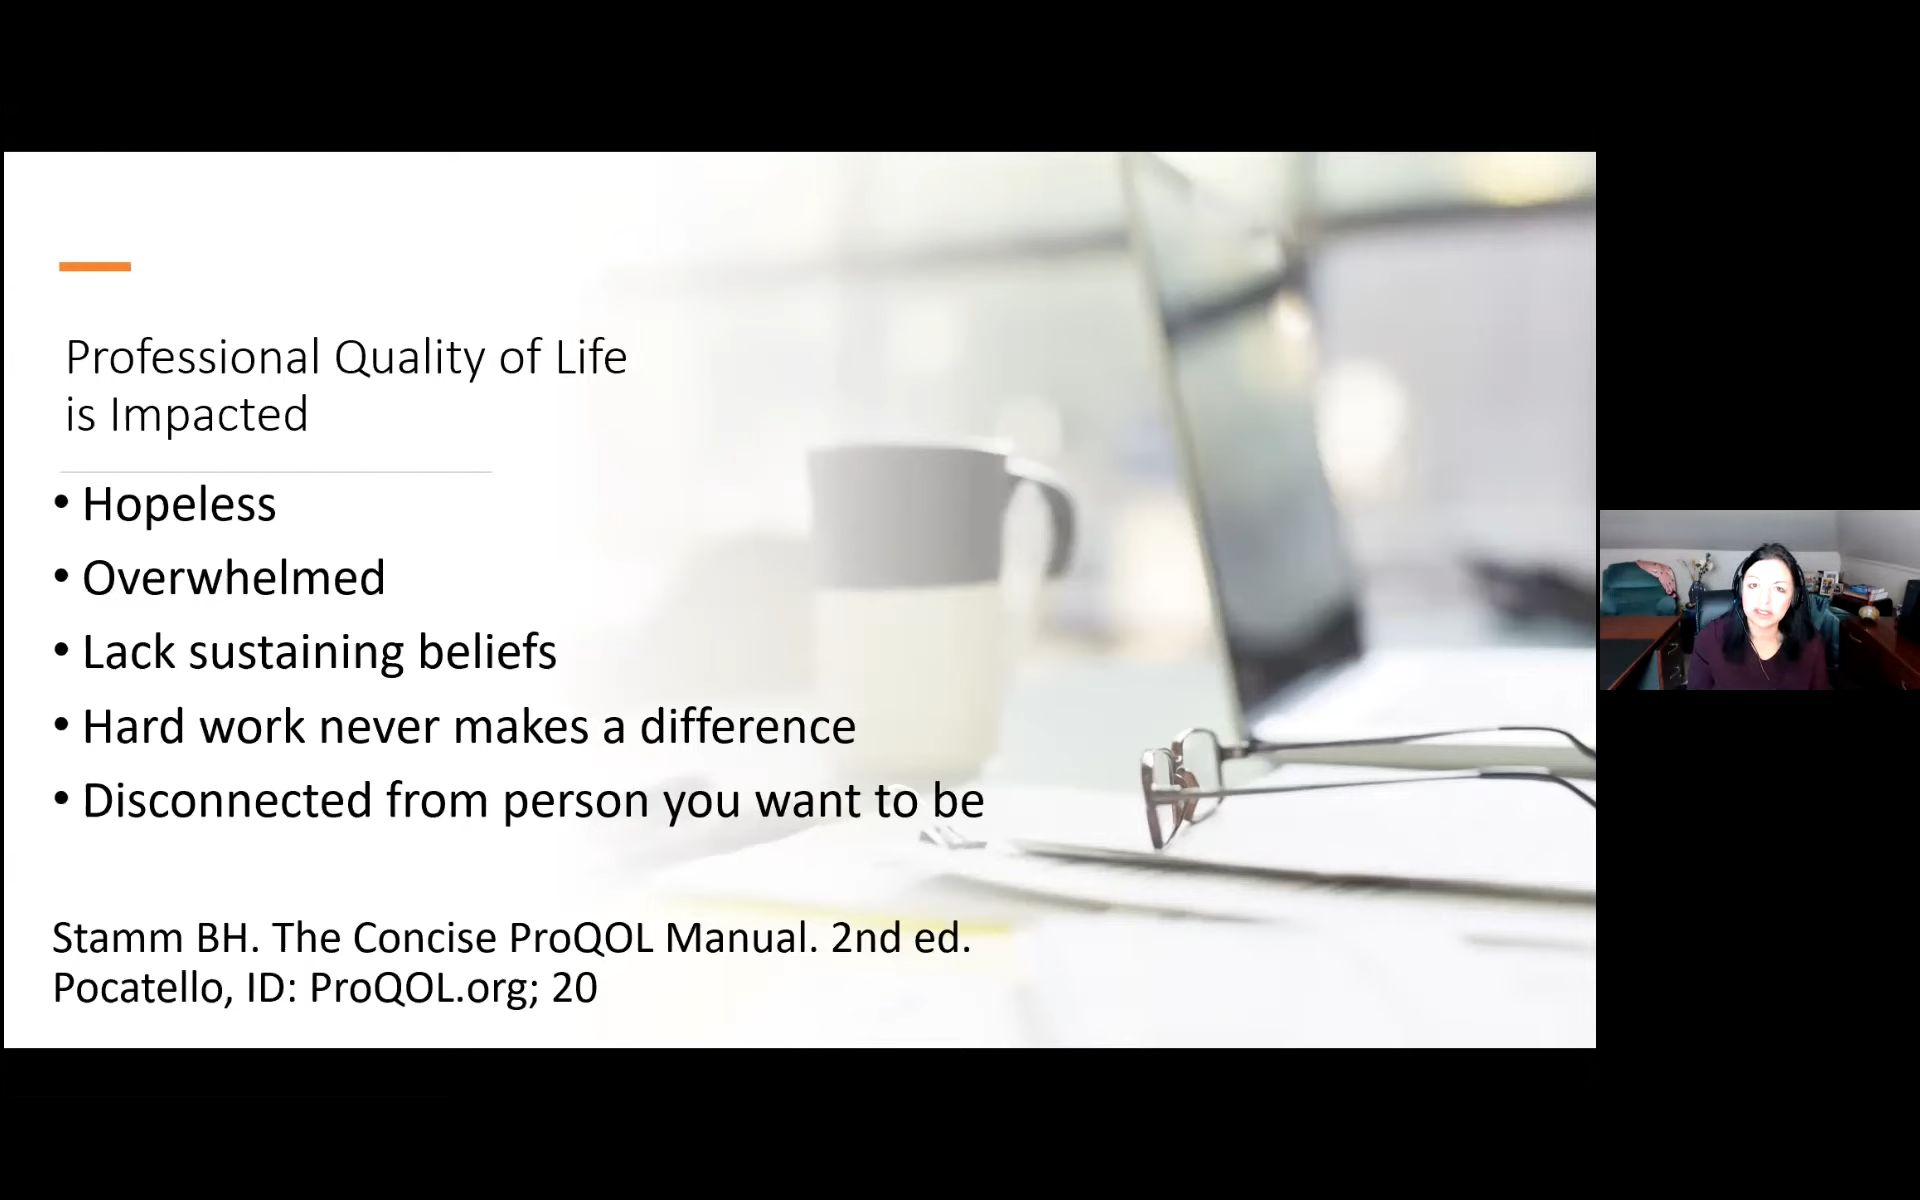 Professional Quality of Life
is Impacted
• Hopeless
• Overwhelmed
• Lack sustaining beliefs
• Hard work never makes a difference
• Disconnected from person you want to be
Stamm BH. The Concise ProQOL Manual. 2nd ed.
Pocatello, ID: ProQOL.org; 20